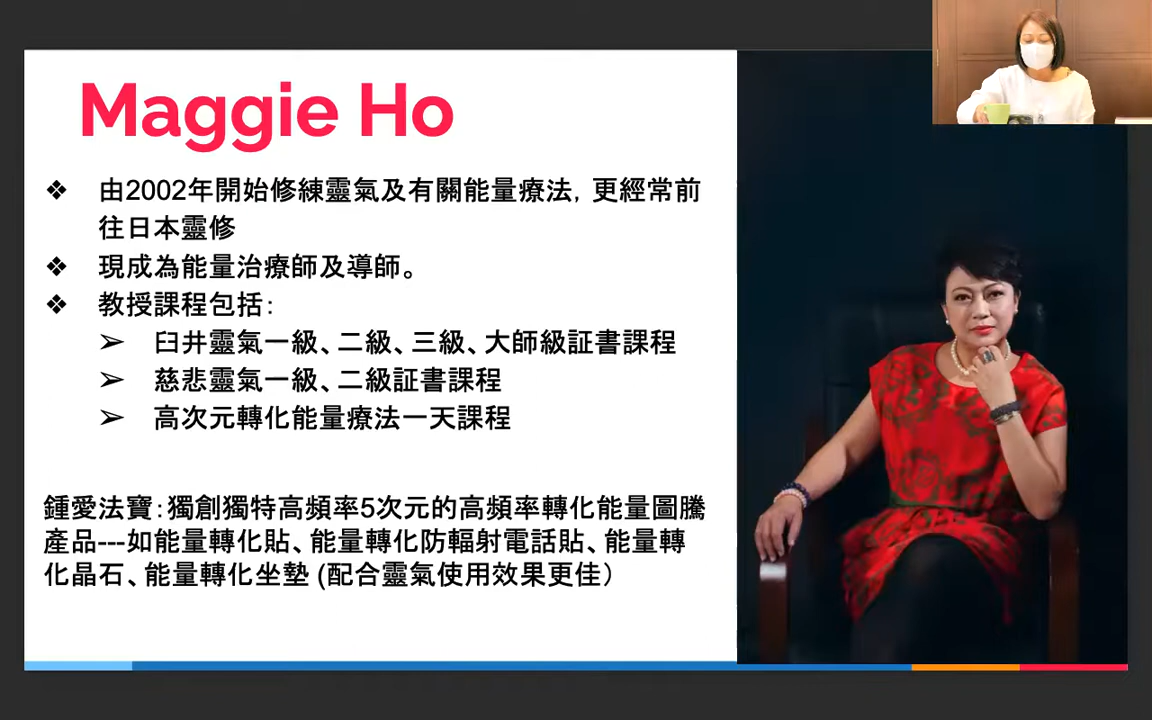 Maggie Ho
❖ 由2002年開始修練靈氣及有關能量療法, 更經常前
往日本靈修
❖ 現成為能量治療師及導師。
❖ 教授課程包括:
➢ 臼井靈氣一級、二級、三級、大師級証書課程
➢ 慈悲靈氣一級、二級証書課程
➢ 高次元轉化能量療法一天課程
鍾愛法寶:獨創獨特高頻率5次元的高頻率轉化能量圖騰
產品---如能量轉化貼、能量轉化防輻射電話貼、能量轉
化晶石、能量轉化坐墊 (配合靈氣使用效果更佳）